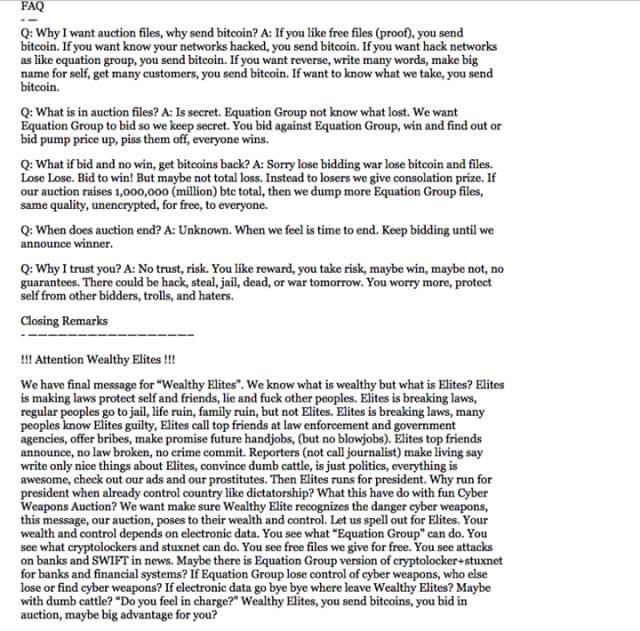 FAQ
- —
Q: Why I want auction files, why send bitcoin? A: If you like free files (proof), you send
bitcoin. If you want know your networks hacked, you send bitcoin. If you want hack networks
as like equation group, you send bitcoin. If you want reverse, write many words, make big
name for self, get many customers, you send bitcoin. If want to know what we take, you send
bitcoin.
Q: What is in auction files? A: Is secret. Equation Group not know what lost. We want
Equation Group to bid so we keep secret. You bid against Equation Group, win and find out or
bid pump price up, piss them off, everyone wins.
Q: What if bid and no win, get bitcoins back? A: Sorry lose bidding war lose bitcoin and files.
Lose Lose. Bid to win! But maybe not total loss. Instead to losers we give consolation prize. If
our auction raises 1,000,000 (million) btc total, then we dump more Equation Group files,
same quality, unencrypted, for free, to everyone.
Q: When does auction end? A: Unknown. When we feel is time to end. Keep bidding until we
announce winner.
Q: Why I trust you? A: No trust, risk. You like reward, you take risk, maybe win, maybe not, no
guarantees. There could be hack, steal, jail, dead, or war tomorrow. You worry more, protect
self from other bidders, trolls, and haters.
Closing Remarks
- — — — — — — — — — — — — — — — — —
!!! Attention Wealthy Elites !!!
We have final message for "Wealthy Elites". We know what is wealthy but what is Elites? Elites
is making laws protect self and friends, lie and fuck other peoples. Elites is breaking laws,
regular peoples go to jail, life ruin, family ruin, but not Elites. Elites is breaking laws, many
peoples know Elites guilty, Elites call top friends at law enforcement and government
agencies, offer bribes, make promise future handjobs, (but no blowjobs). Elites top friends
announce, no law broken, no crime commit. Reporters (not call journalist) make living say
write only nice things about Elites, convince dumb cattle, is just politics, everything is
awesome, check out our ads and our prostitutes. Then Elites runs for president. Why run for
president when already control country like dictatorship? What this have do with fun Cyber
Weapons Auction? We want make sure Wealthy Elite recognizes the danger cyber weapons,
this message, our auction, poses to their wealth and control. Let us spell out for Elites. Your
wealth and control depends on electronic data. You see what "Equation Group" can do. You
see what cryptolockers and stuxnet can do. You see free files we give for free. You see attacks
on banks and SWIFT in news. Maybe there is Equation Group version of cryptolocker+stuxnet
for banks and financial systems? If Equation Group lose control of cyber weapons, who else
lose or find cyber weapons? If electronic data go bye bye where leave Wealthy Elites? Maybe
with dumb cattle? "Do you feel in charge?" Wealthy Elites, you send bitcoins, you bid in
auction, maybe big advantage for you?